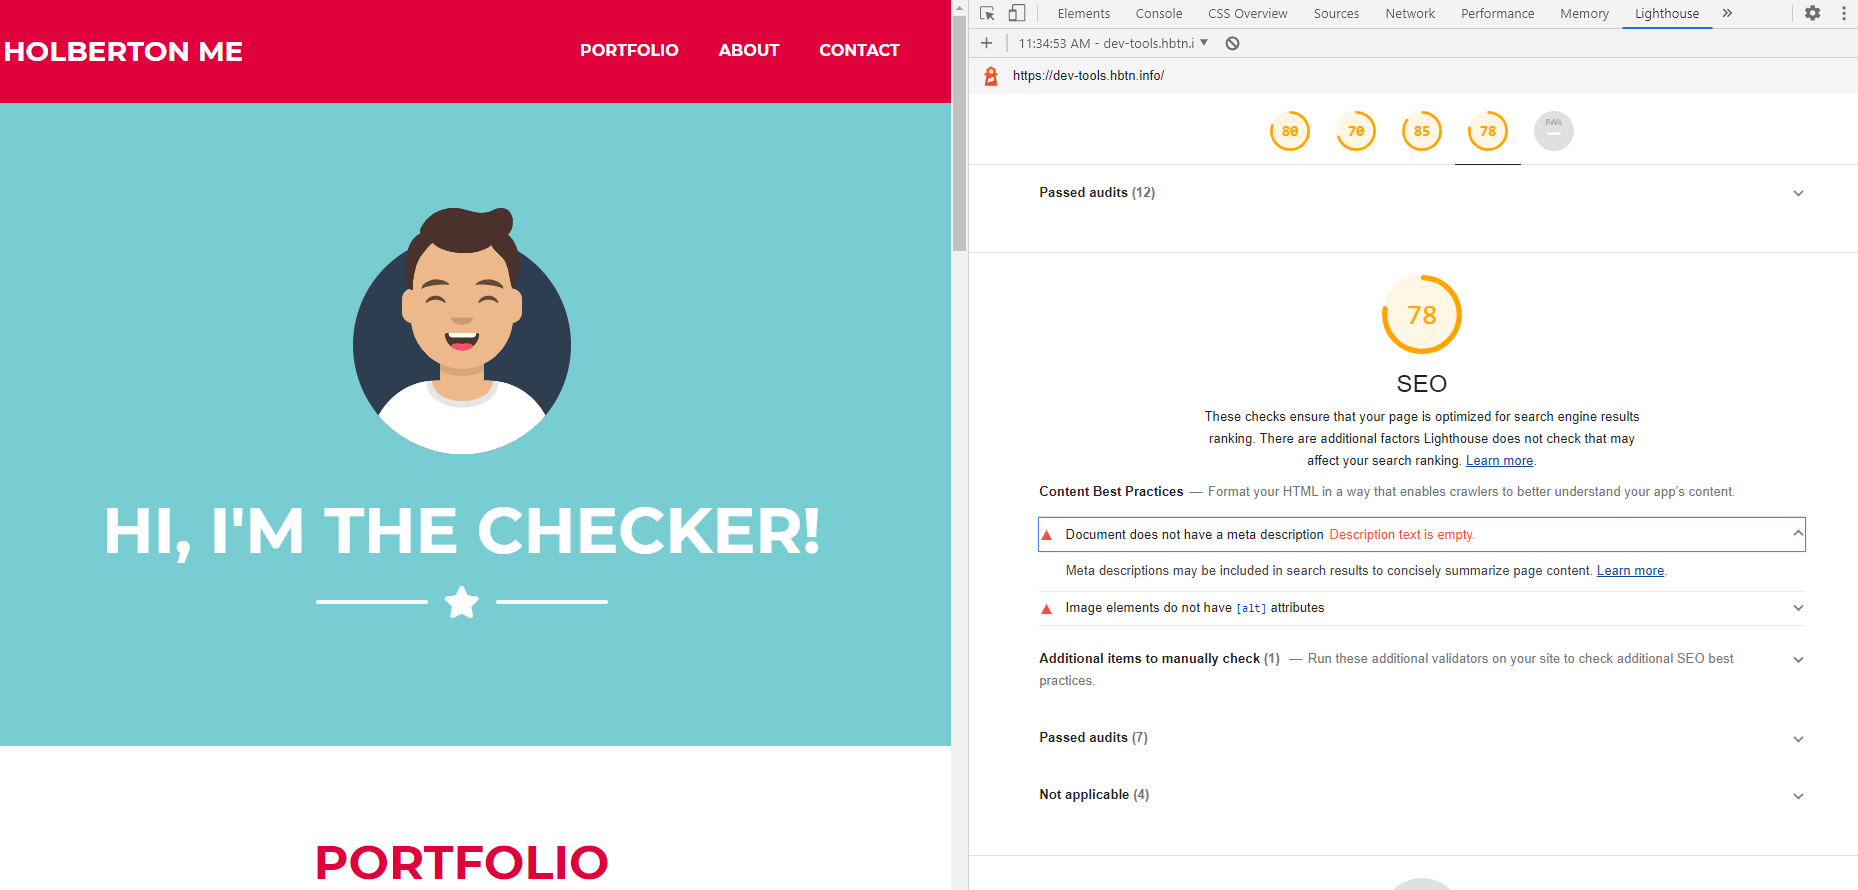 HOLBERTON ME
PORTFOLIO ABOUT CONTACT
HI, I'M THE CHECKER!
PORTFOLIO
Elements Console CSS Overview Sources Network Performance Memory Lighthouse
11:34:53 AM - dev-tools.hbtn.i
https://dev-tools.hbtn.info/
80 70 85 78 PWA
Passed audits (12)
78
SEO
These checks ensure that your page is optimized for search engine results
ranking. There are additional factors Lighthouse does not check that may
affect your search ranking. Learn more.
Content Best Practices — Format your HTML in a way that enables crawlers to better understand your app's content.
Document does not have a meta description Description text is empty.
Meta descriptions may be included in search results to concisely summarize page content. Learn more.
Image elements do not have [alt] attributes
Additional items to manually check (1) — Run these additional validators on your site to check additional SEO best
practices.
Passed audits (7)
Not applicable (4)